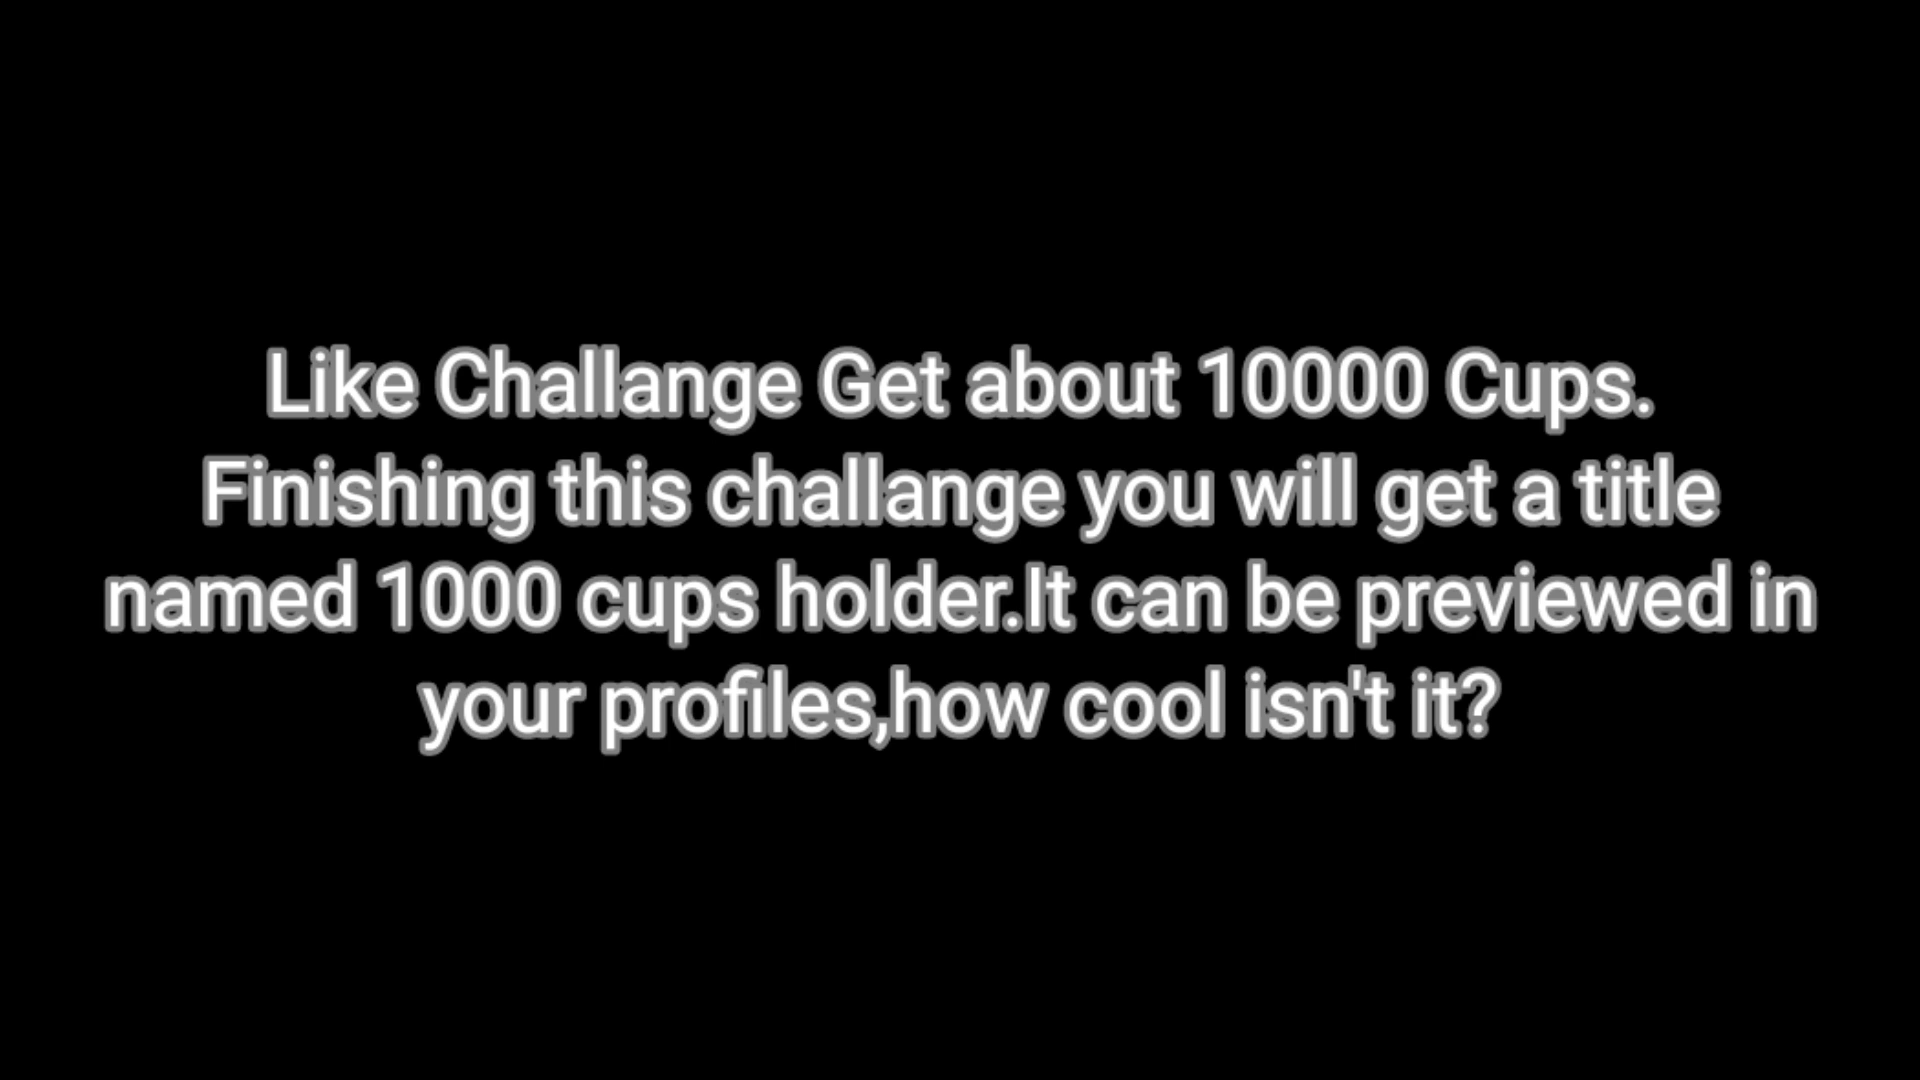 Like Challange Get about 10000 Cups.
Finishing this challange you will get a title
named 1000 cups holder.It can be previewed in
your profiles,how cool isn't it?